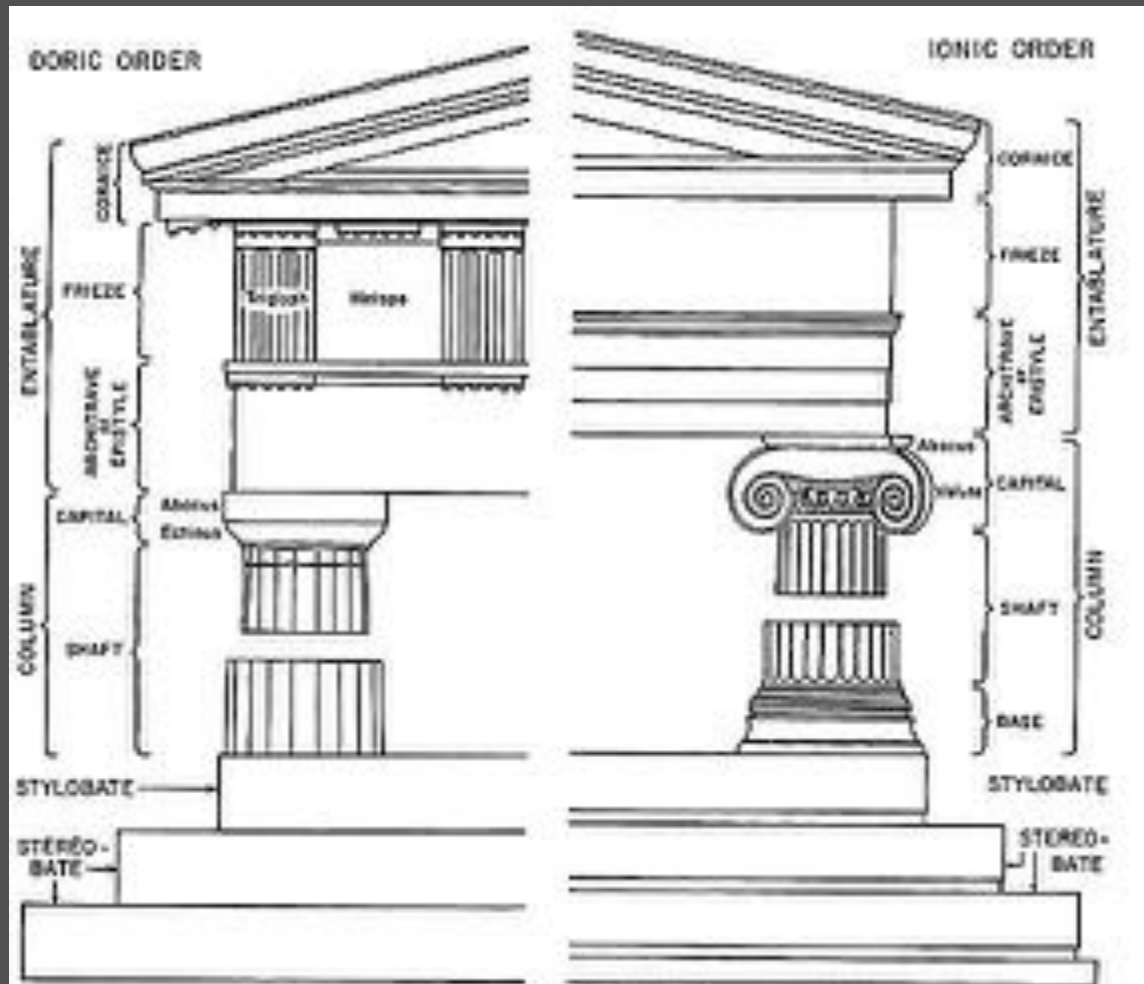 DORIC ORDER
CORNICE
ENTABLATURE
FRIEZE
Triglyph
Metope
ARCHITRAVE
OR
EPISTYLE
CAPITAL
Abacus
Echinus
COLUMN
SHAFT
STYLOBATE
STEREO-
BATE
IONIC ORDER
CORNICE
ENTABLATURE
FRIEZE
ARCHITRAVE
OR
EPISTYLE
Abacus
Volute
CAPITAL
COLUMN
SHAFT
BASE
STYLOBATE
STEREO-
BATE